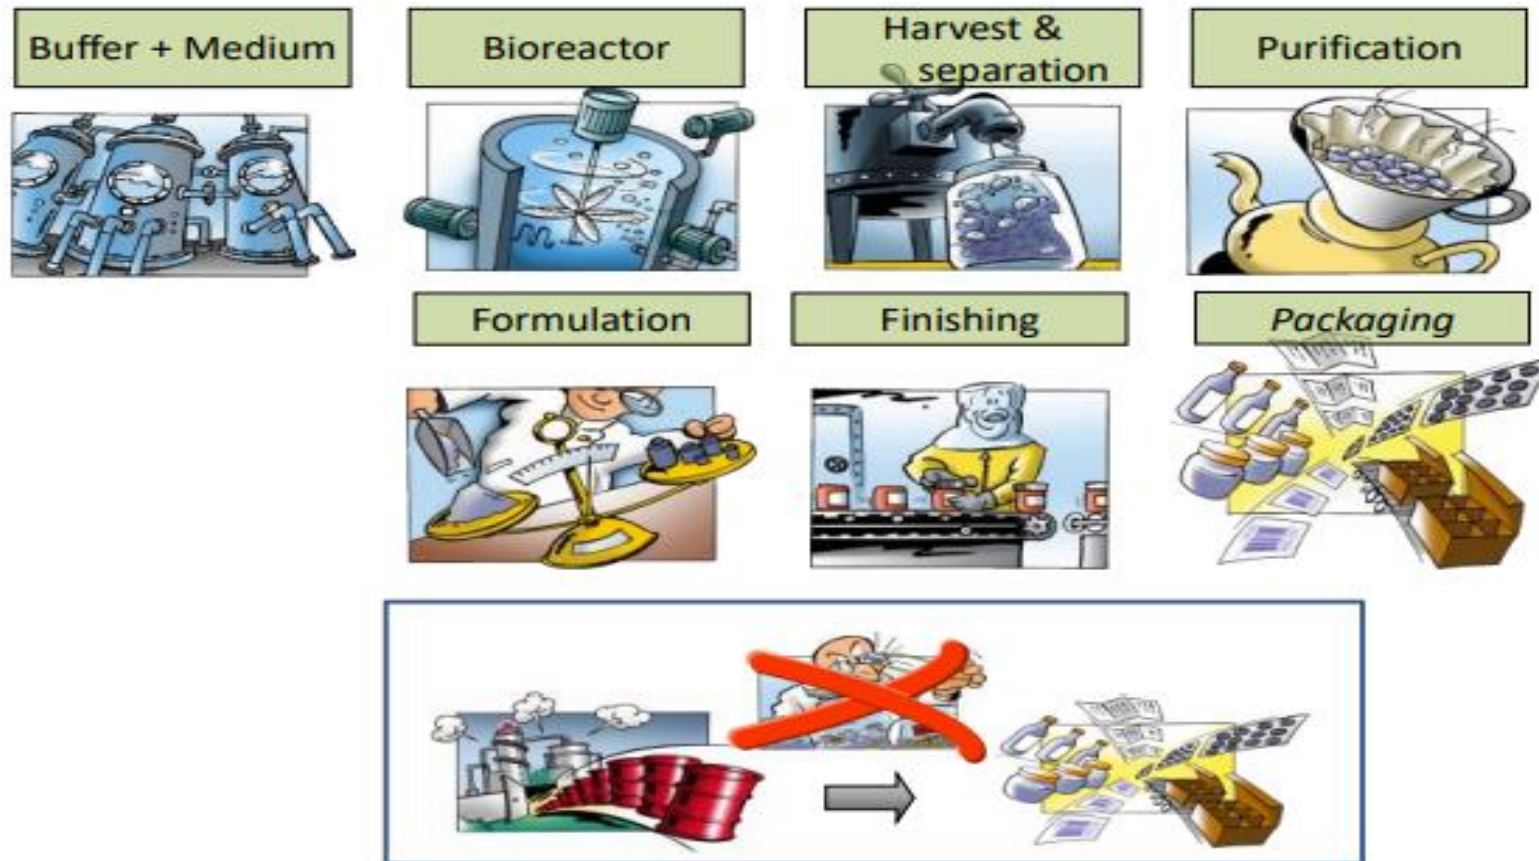 Buffer + Medium
Bioreactor
Harvest &
separation
Purification
Formulation
Finishing
Packaging